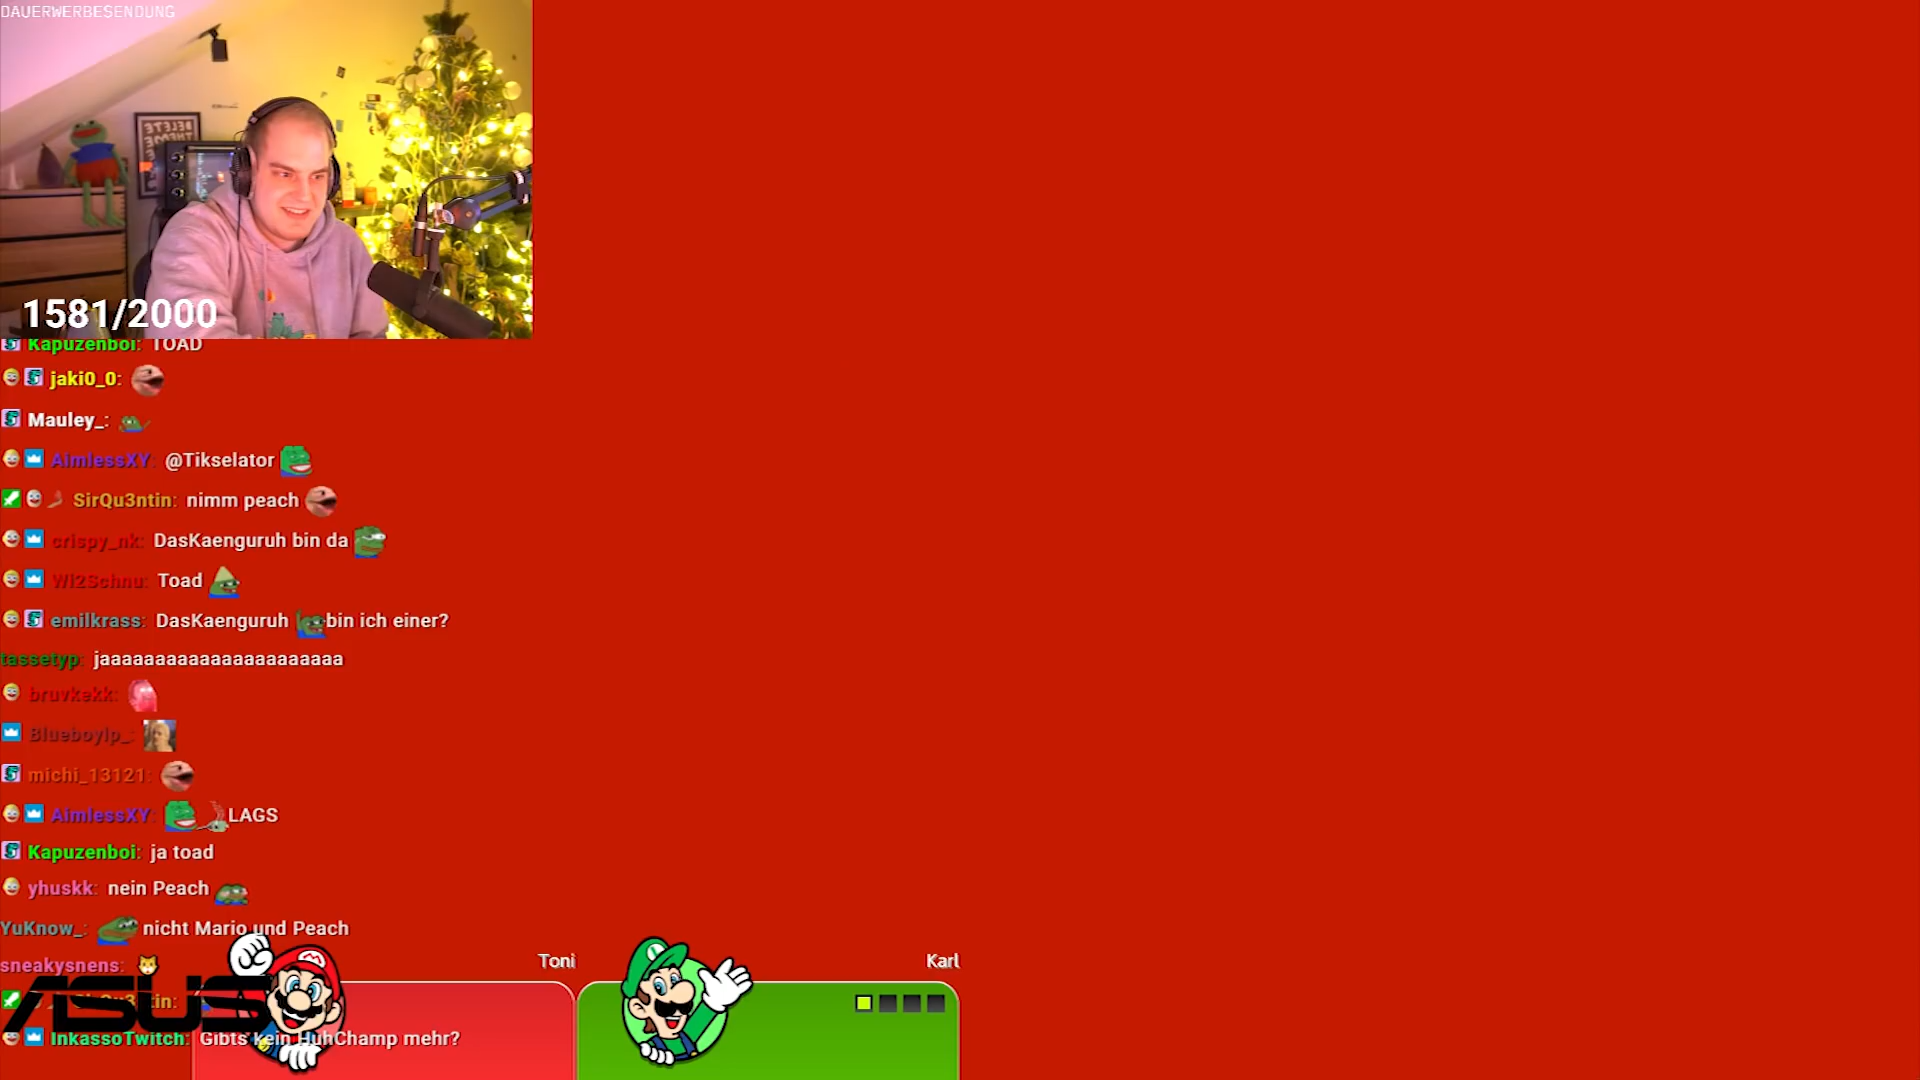 DAUERWERBESENDUNG
DELETE
1581/2000
Kapuzenboi: TOAD
jaki0_0:
Mauley_:
AimlessXY: @Tikselator
SirQu3ntin: nimm peach
crispy_nk: DasKaenguruh bin da
Wi2Schnu: Toad
emilkrass: DasKaenguruh bin ich einer?
tassetyp: jaaaaaaaaaaaaaaaaaaaaaa
bruvkekk:
Blueboylp_:
michi_13121:
AimlessXY: LAGS
Kapuzenboi: ja toad
yhuskk: nein Peach
YuKnow_: nicht Mario und Peach
Toni
Karl
sneakysnens:
ASUS
InkassoTwitch: Gibts kein HuhChamp mehr?